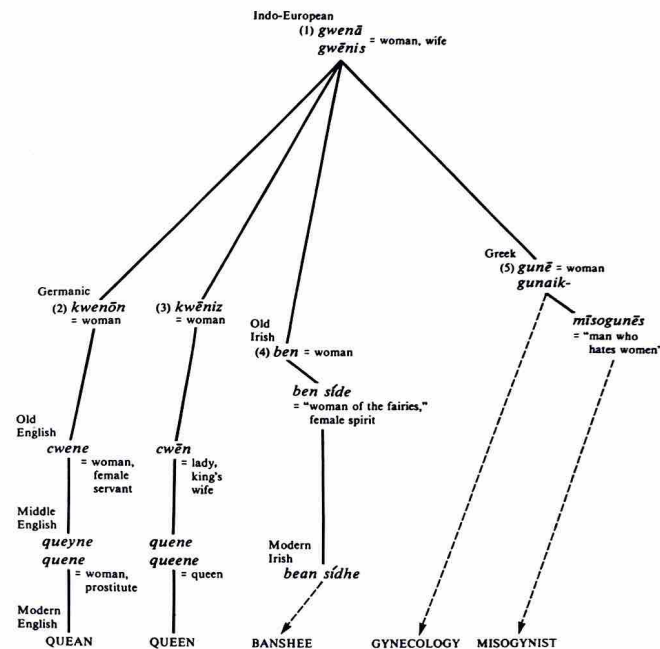 Indo-European
(1) gwenā
gwēnis = woman, wife
Greek
(5) gunē = woman
gunaik-
Germanic
(2) kwenōn
= woman
(3) kwēniz
= woman
mīsogunēs
= “man who
hates women”
Old
Irish
(4) ben = woman
ben síde
= “woman of the fairies,”
female spirit
Old
English
cwene
= woman,
female
servant
cwēn
= lady,
king's
wife
Middle
English
queyne
quene
= woman,
prostitute
quene
queene
= queen
Modern
Irish
bean sídhe
Modern
English
QUEAN QUEEN BANSHEE GYNECOLOGY MISOGYNIST